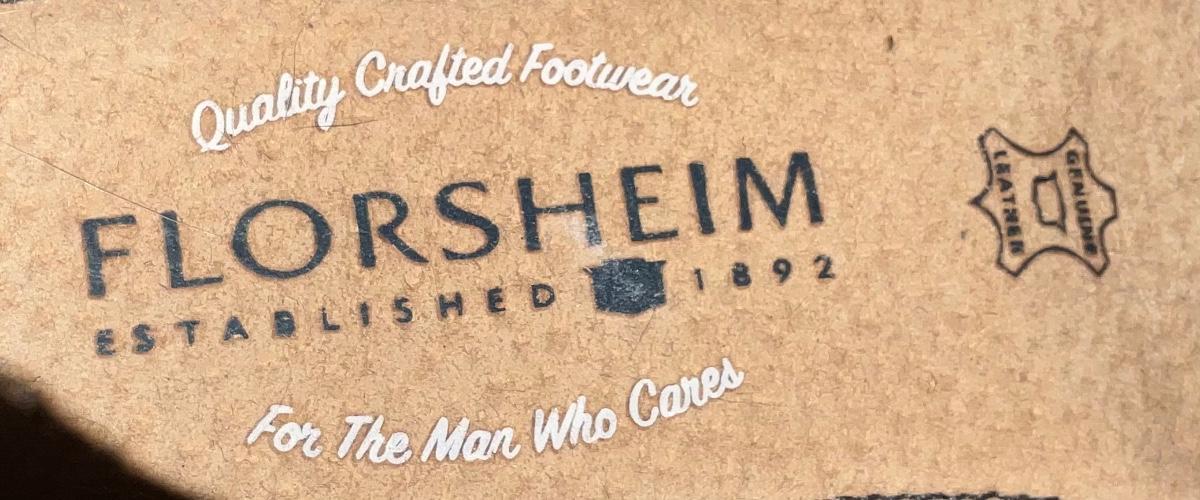 Quality Crafted Footwear
FLORSHEIM
ESTABLISHED 1892
For The Man Who Cares
GENUINE
LEATHER